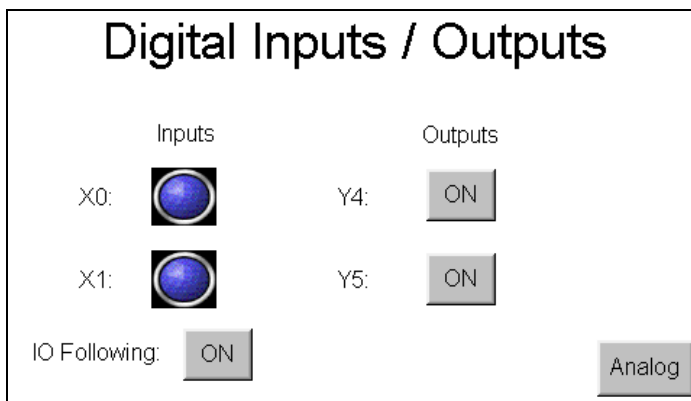 Digital Inputs / Outputs
Inputs Outputs
X0: Y4: ON
X1: Y5: ON
IO Following: ON
Analog